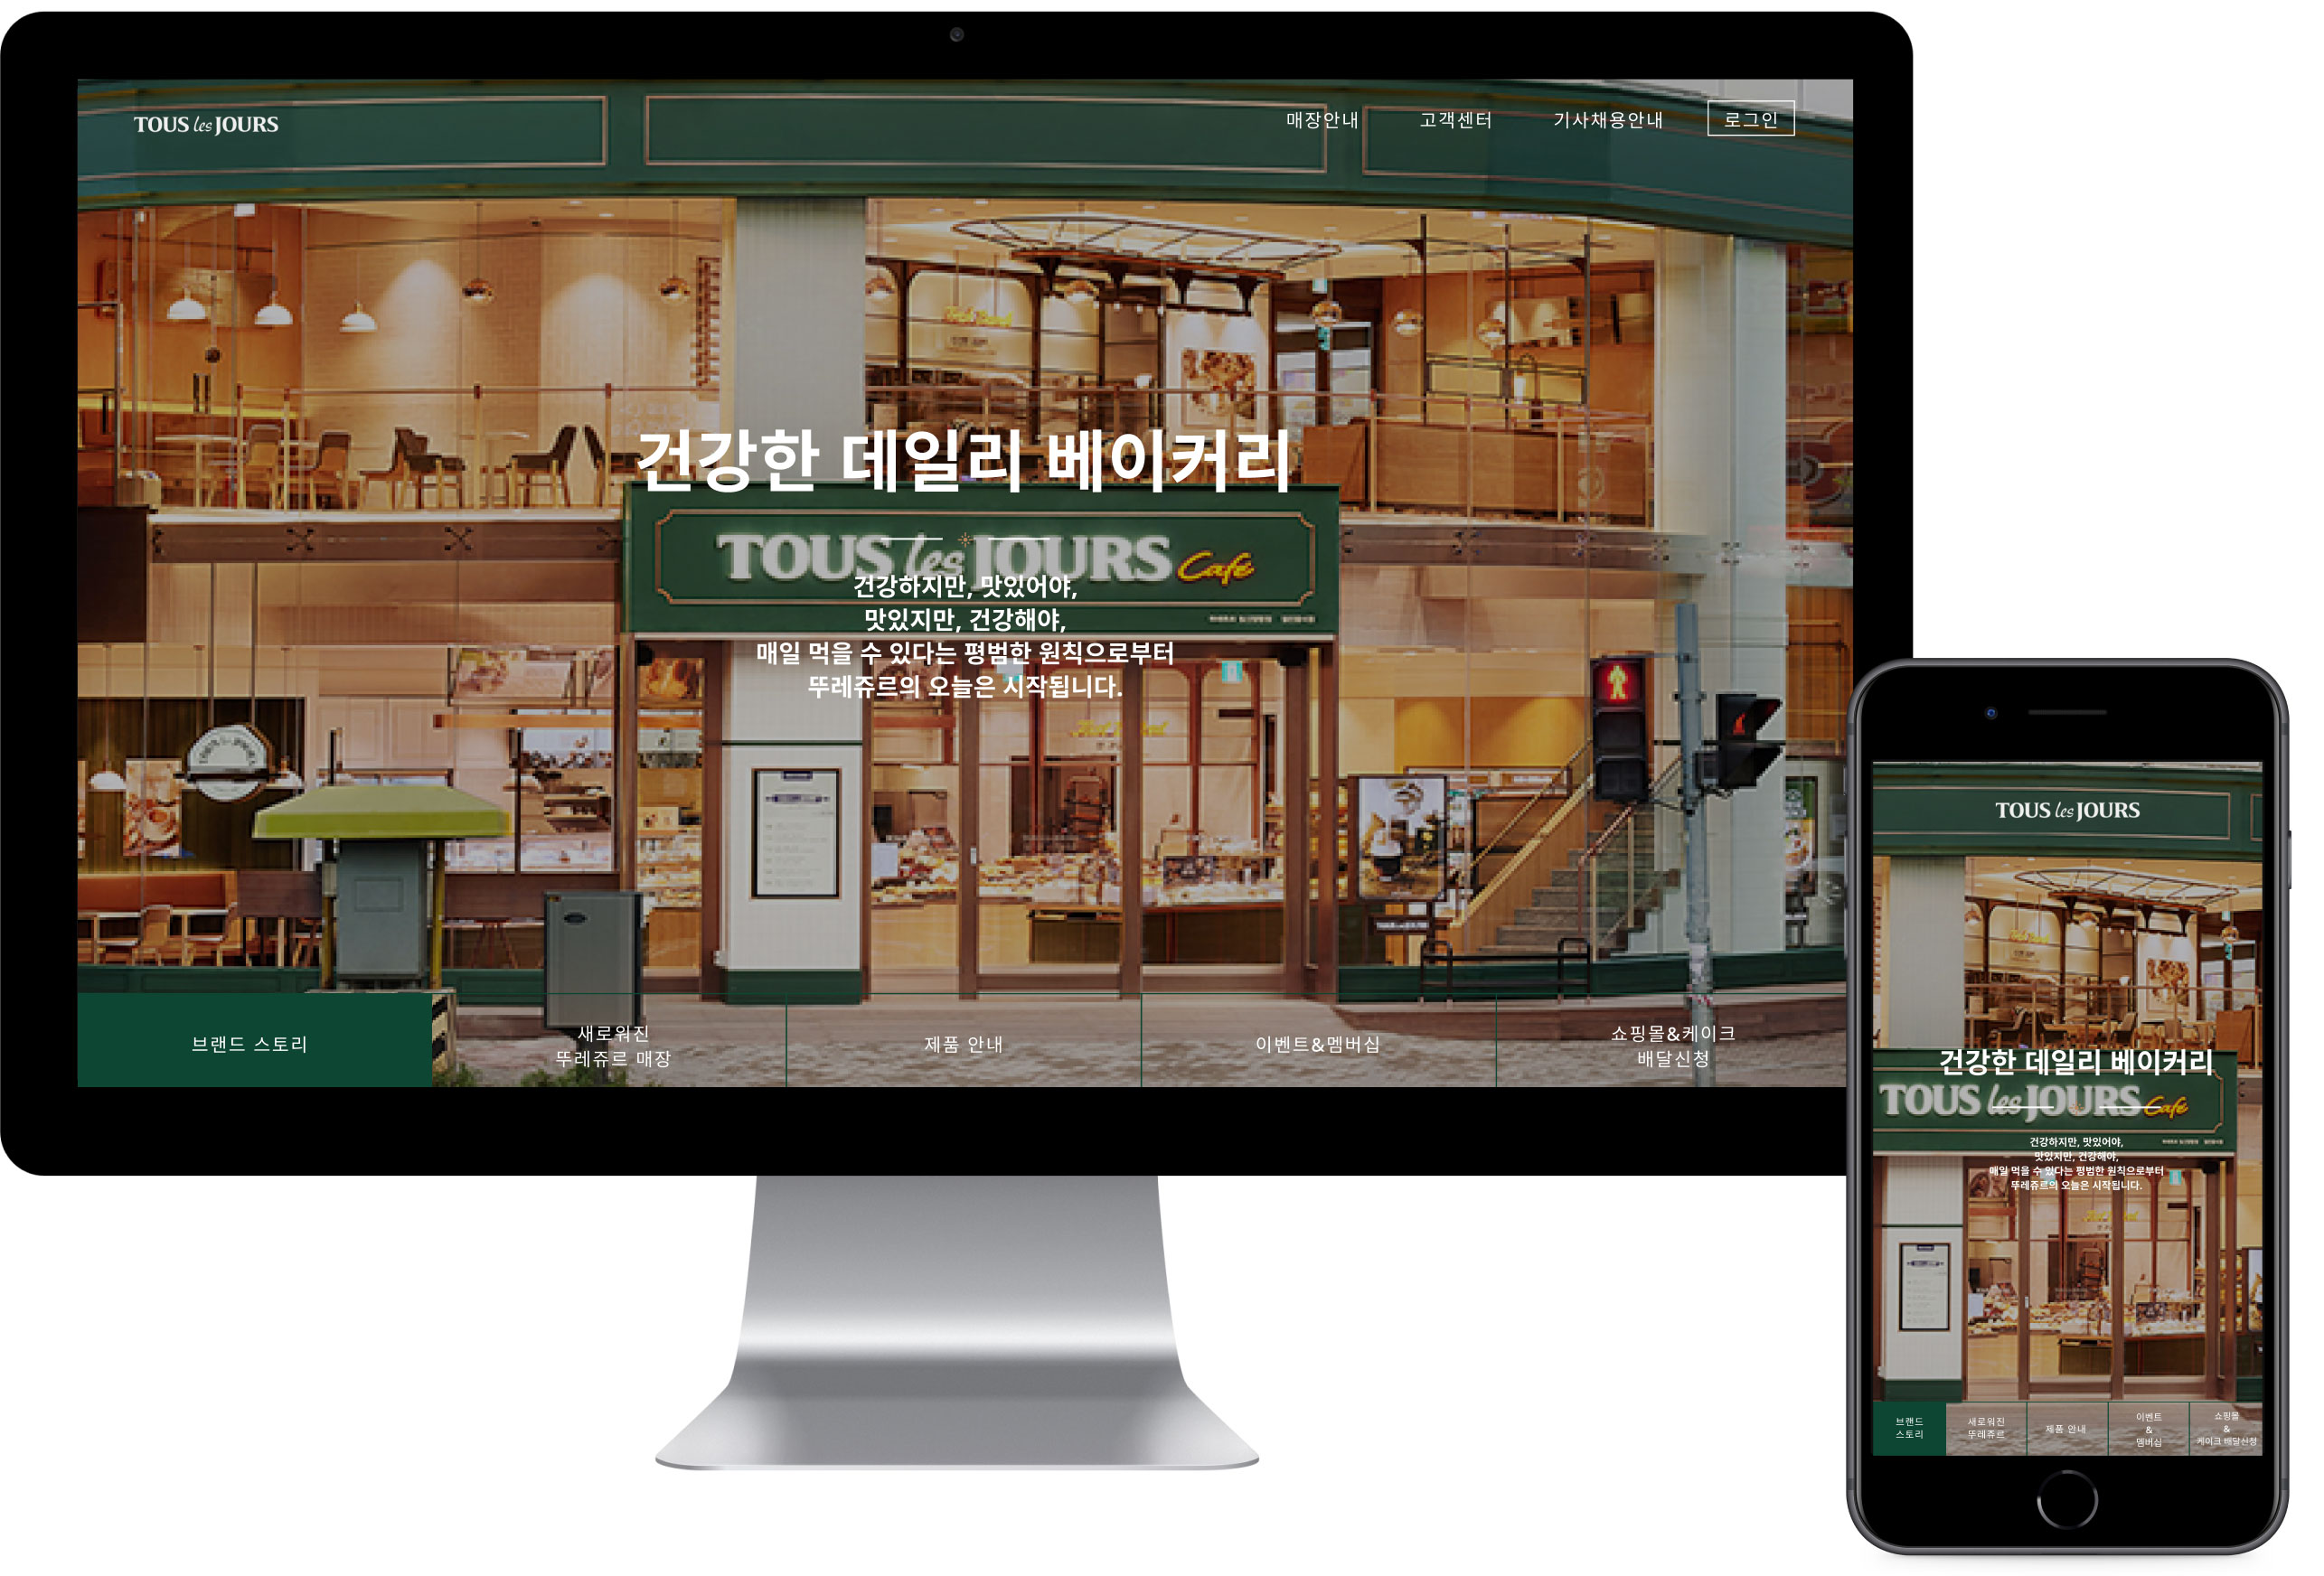 TOUS les JOURS
매장안내
고객센터
기사채용안내
로그인
건강한 데일리 베이커리
TOUS les JOURS Café
건강하지만, 맛있어야,
맛있지만, 건강해야,
매일 먹을 수 있다는 평범한 원칙으로부터
뚜레쥬르의 오늘은 시작됩니다.
브랜드 스토리
새로워진
뚜레쥬르 매장
제품 안내
이벤트&멤버십
쇼핑몰&케이크
배달신청
TOUS les JOURS
건강한 데일리 베이커리
TOUS les JOURS Café
건강하지만, 맛있어야,
맛있지만, 건강해야,
매일 먹을 수 있다는 평범한 원칙으로부터
뚜레쥬르의 오늘은 시작됩니다.
브랜드
스토리
새로워진
뚜레쥬르
제품 안내
이벤트
&
멤버십
쇼핑몰
&
케이크 배달신청